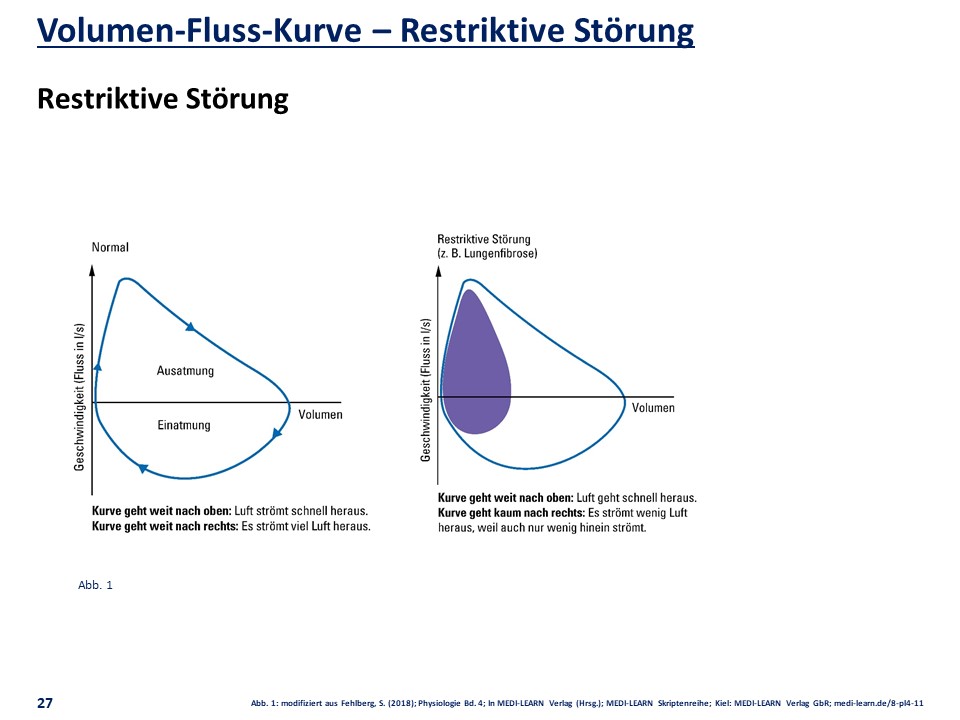 Volumen-Fluss-Kurve – Restriktive Störung
Restriktive Störung
Normal
Geschwindigkeit (Fluss in l/s)
Ausatmung
Einatmung
Volumen
Kurve geht weit nach oben: Luft strömt schnell heraus.
Kurve geht weit nach rechts: Es strömt viel Luft heraus.
Restriktive Störung
(z. B. Lungenfibrose)
Geschwindigkeit (Fluss in l/s)
Volumen
Kurve geht weit nach oben: Luft geht schnell heraus.
Kurve geht kaum nach rechts: Es strömt wenig Luft
heraus, weil auch nur wenig hinein strömt.
Abb. 1
27
Abb. 1: modifiziert aus Fehlberg, S. (2018); Physiologie Bd. 4; In MEDI-LEARN Verlag (Hrsg.); MEDI-LEARN Skriptenreihe; Kiel: MEDI-LEARN Verlag GbR; medi-learn.de/8-pl4-11